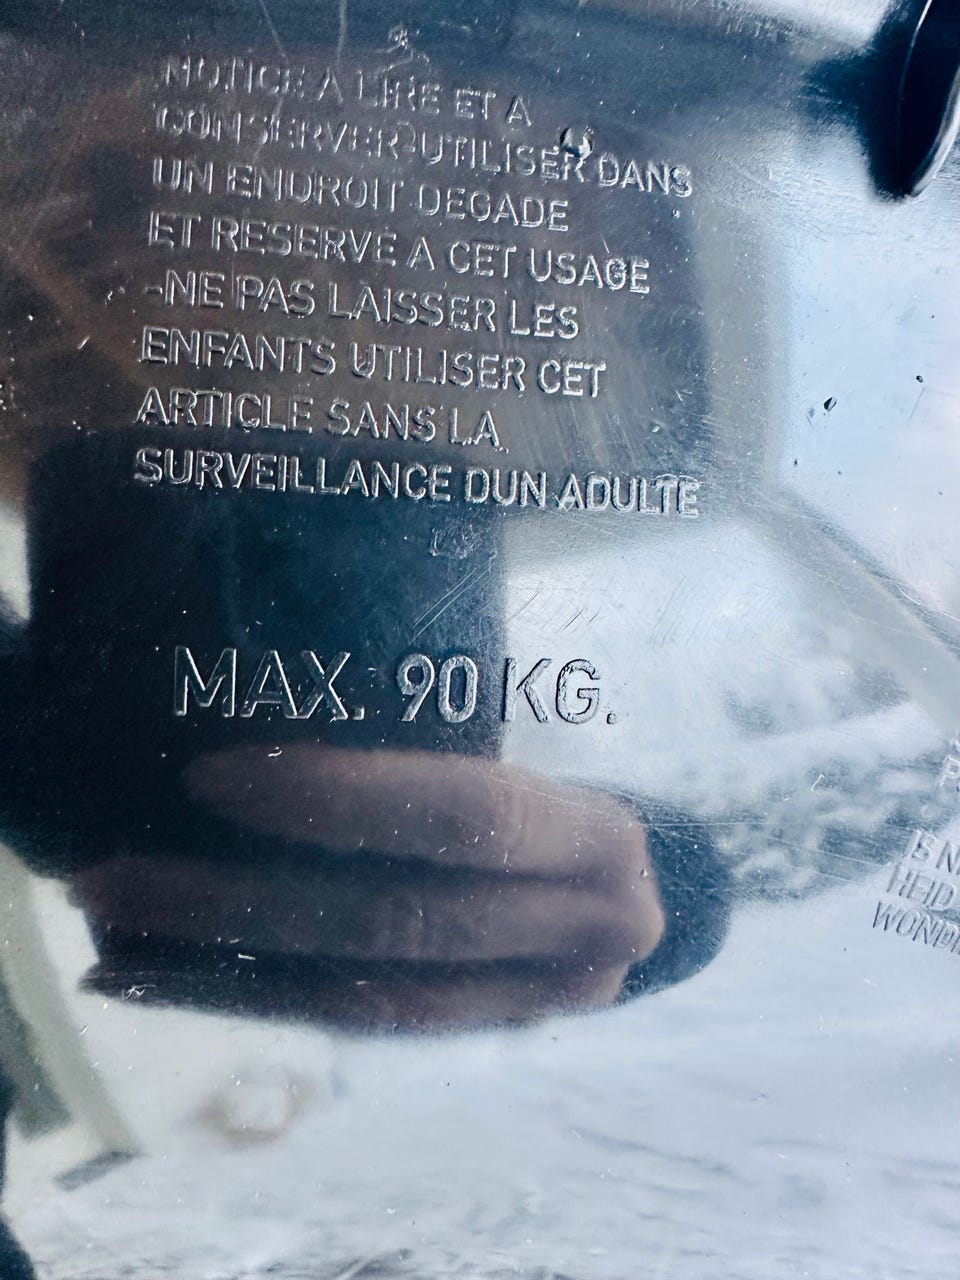 NOTICE A LIRE ET A
CONSERVER-UTILISER DANS
UN ENDROIT DEGADE
ET RESERVE A CET USAGE
-NE PAS LAISSER LES
ENFANTS UTILISER CET
ARTICLE SANS LA
SURVEILLANCE DUN ADULTE
MAX. 90 KG.
HEID